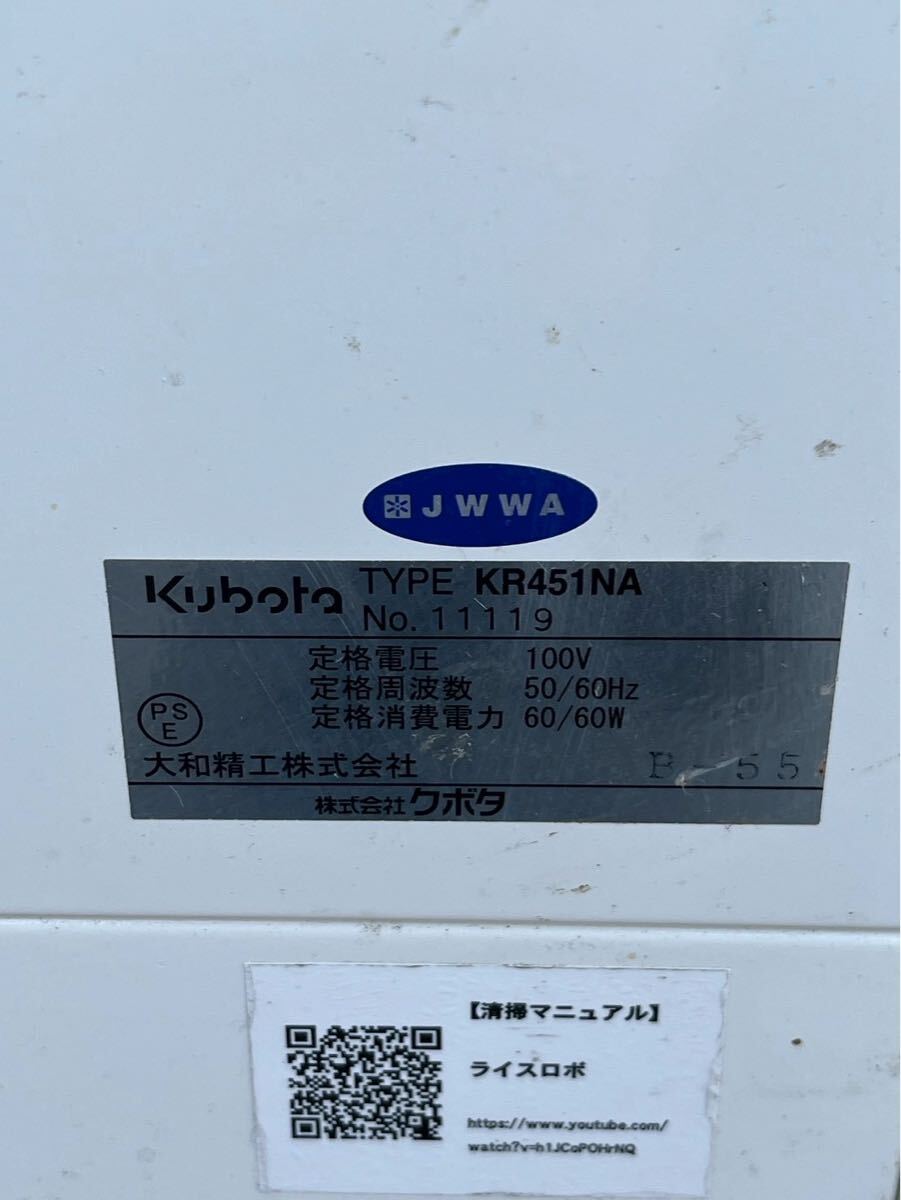 JWWA
Kubota TYPE KR451NA
No. 11119
定格電圧 100V
定格周波数 50/60Hz
定格消費電力 60/60W
PS
E
大和精工株式会社 B-55
株式会社クボタ
【清掃マニュアル】
ライスロボ
https://www.youtube.com/
watch?v=h1JCoPOHrNQ